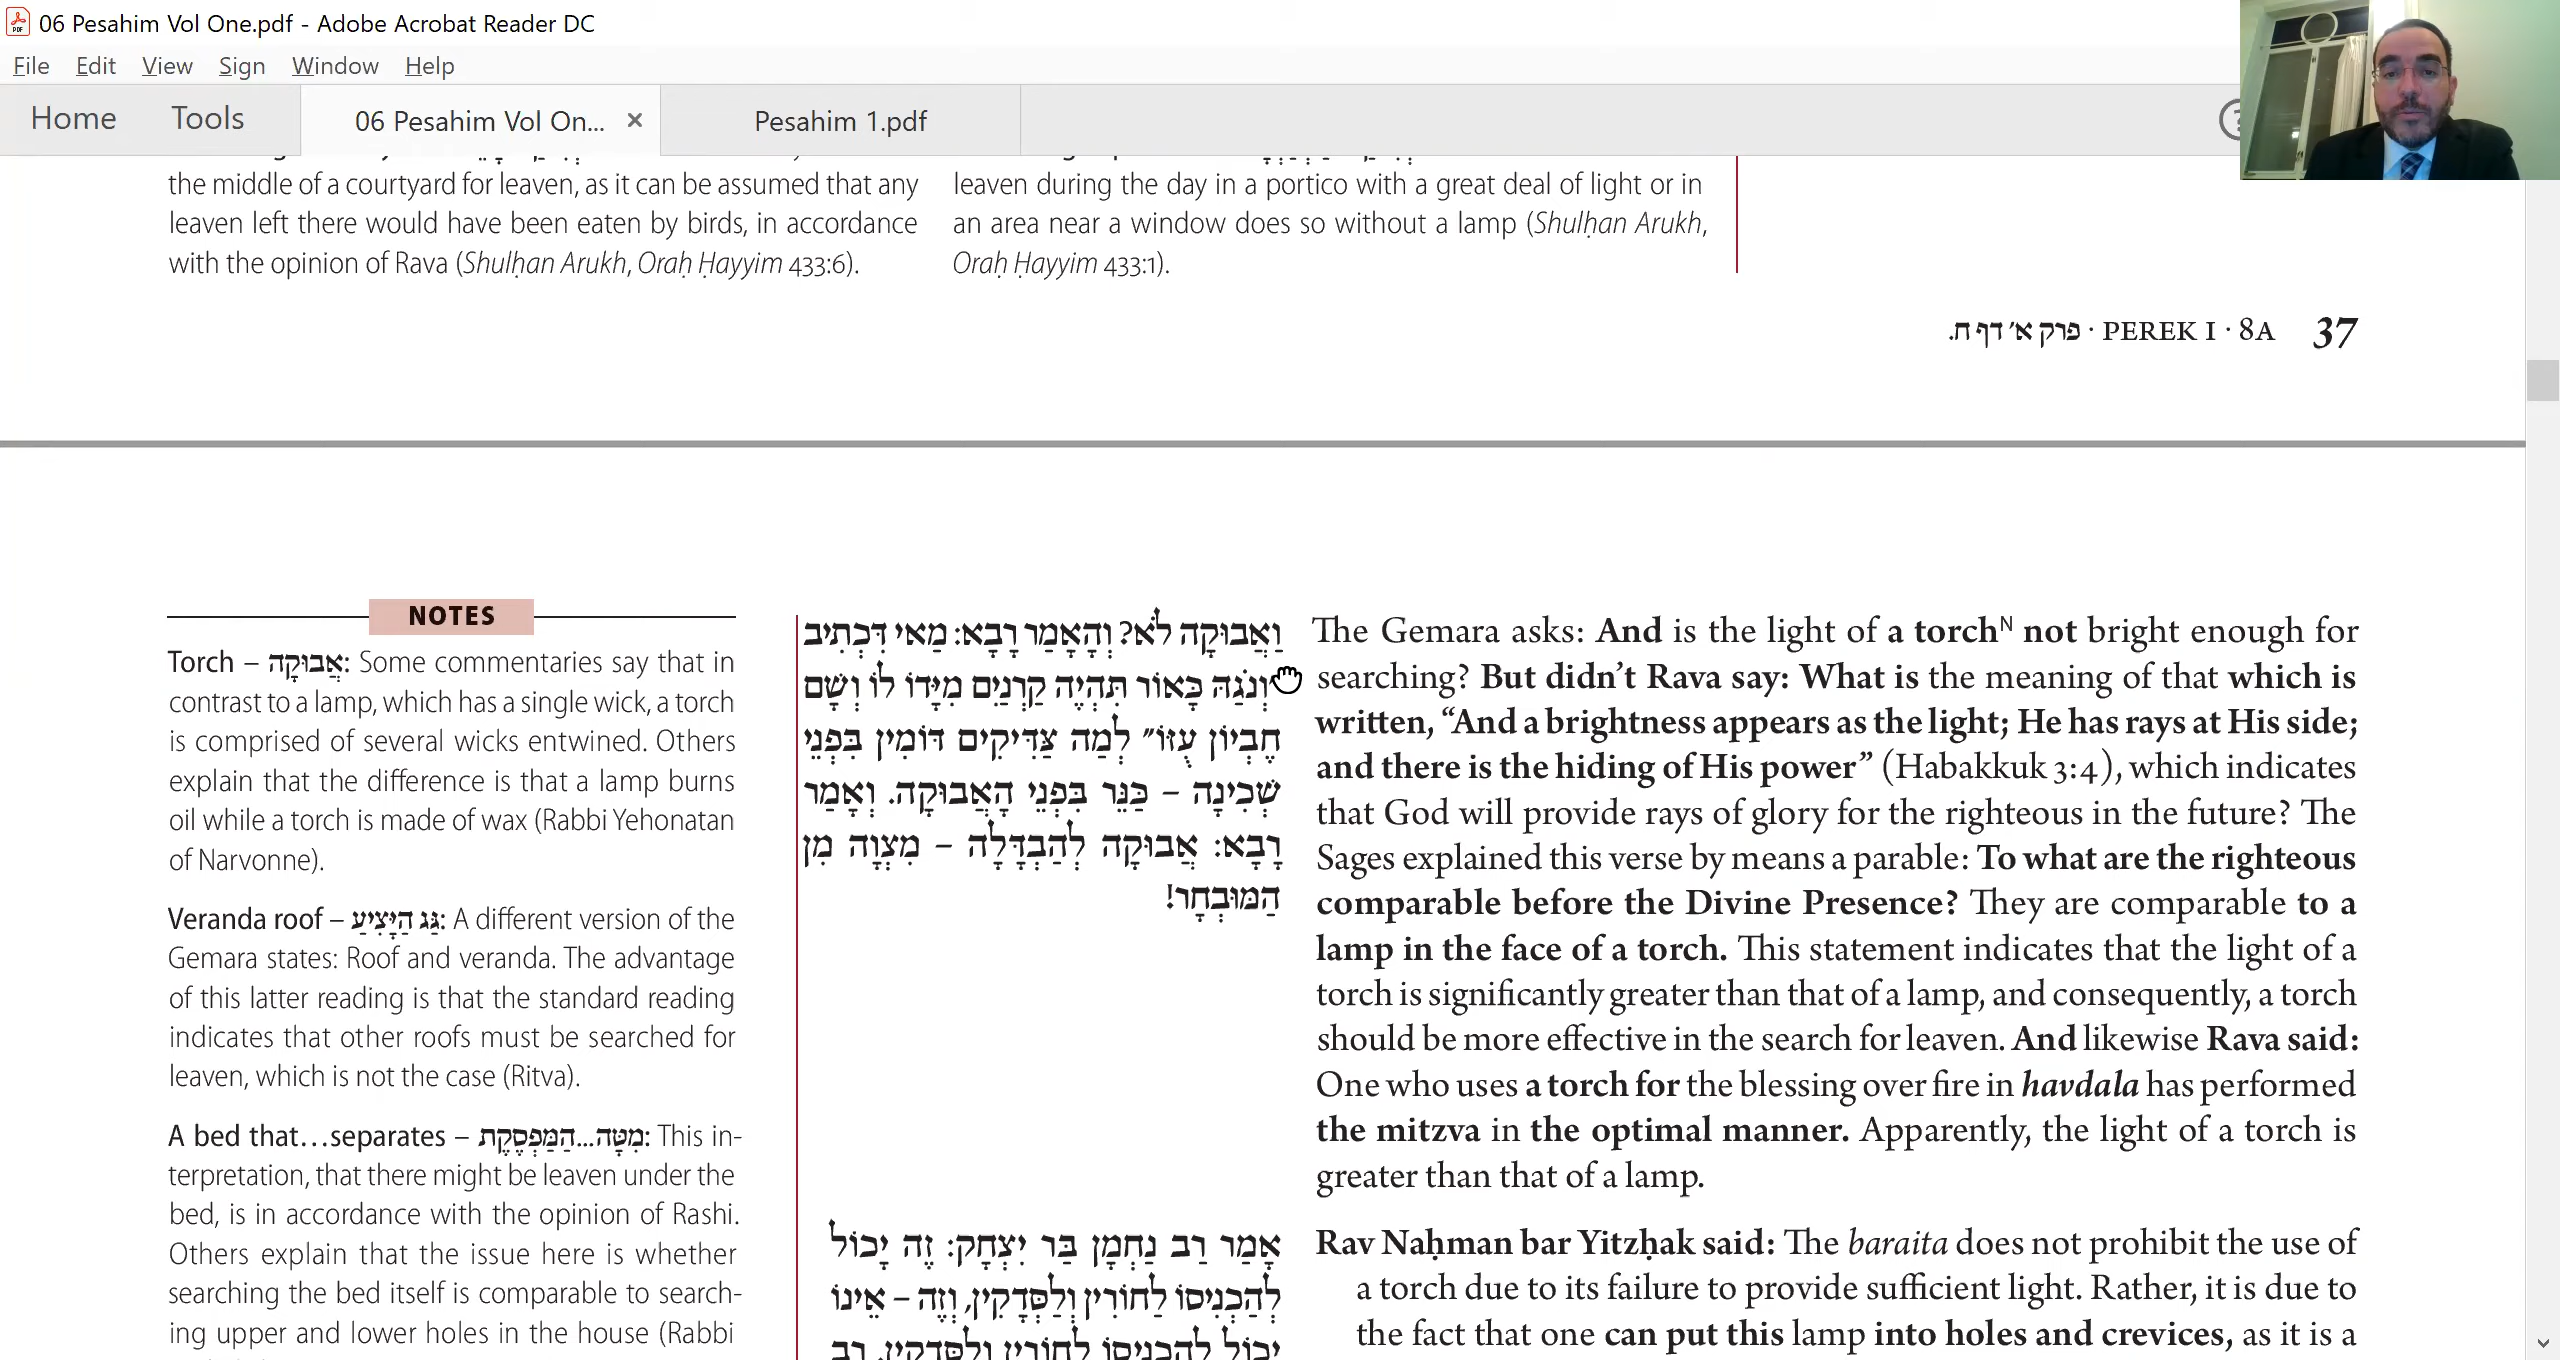 06 Pesahim Vol One.pdf - Adobe Acrobat Reader DC
File Edit View Sign Window Help
Home Tools 06 Pesahim Vol On... × Pesahim 1.pdf
the middle of a courtyard for leaven, as it can be assumed that any
leaven left there would have been eaten by birds, in accordance
with the opinion of Rava (Shulḥan Arukh, Oraḥ Ḥayyim 433:6).
leaven during the day in a portico with a great deal of light or in
an area near a window does so without a lamp (Shulḥan Arukh,
Oraḥ Ḥayyim 433:1).
פרק א׳ דף ח. · PEREK I · 8A 37
NOTES
Torch – אֲבוּקָה: Some commentaries say that in
contrast to a lamp, which has a single wick, a torch
is comprised of several wicks entwined. Others
explain that the difference is that a lamp burns
oil while a torch is made of wax (Rabbi Yehonatan
of Narvonne).
Veranda roof – גַּג הַיָּצִיעַ: A different version of the
Gemara states: Roof and veranda. The advantage
of this latter reading is that the standard reading
indicates that other roofs must be searched for
leaven, which is not the case (Ritva).
A bed that…separates – מִטָּה...הַמַּפְסֶקֶת: This in-
terpretation, that there might be leaven under the
bed, is in accordance with the opinion of Rashi.
Others explain that the issue here is whether
searching the bed itself is comparable to search-
ing upper and lower holes in the house (Rabbi
וַאֲבוּקָה לֹא? וְהָאָמַר רָבָא: מַאי דִּכְתִיב
״וְנֹגַהּ כָּאוֹר תִּהְיֶה קַרְנַיִם מִיָּדוֹ לוֹ וְשָׁם
חֶבְיוֹן עֻזּוֹ״ לְמַה צַּדִּיקִים דּוֹמִין בִּפְנֵי
שְׁכִינָה – כַּנֵּר בִּפְנֵי הָאֲבוּקָה. וְאָמַר
רָבָא: אֲבוּקָה לְהַבְדָּלָה – מִצְוָה מִן
הַמּוּבְחָר!
אָמַר רַב נַחְמָן בַּר יִצְחָק: זֶה יָכוֹל
לְהַכְנִיסוֹ לַחוֹרִין וְלַסְּדָקִין, וְזֶה – אֵינוֹ
יָכוֹל לְהַכְנִיסוֹ לַחוֹרִין וְלַסְּדָקִין. רַב
The Gemara asks: And is the light of a torchᴺ not bright enough for
searching? But didn’t Rava say: What is the meaning of that which is
written, “And a brightness appears as the light; He has rays at His side;
and there is the hiding of His power” (Habakkuk 3:4), which indicates
that God will provide rays of glory for the righteous in the future? The
Sages explained this verse by means a parable: To what are the righteous
comparable before the Divine Presence? They are comparable to a
lamp in the face of a torch. This statement indicates that the light of a
torch is significantly greater than that of a lamp, and consequently, a torch
should be more effective in the search for leaven. And likewise Rava said:
One who uses a torch for the blessing over fire in havdala has performed
the mitzva in the optimal manner. Apparently, the light of a torch is
greater than that of a lamp.
Rav Naḥman bar Yitzḥak said: The baraita does not prohibit the use of
a torch due to its failure to provide sufficient light. Rather, it is due to
the fact that one can put this lamp into holes and crevices, as it is a